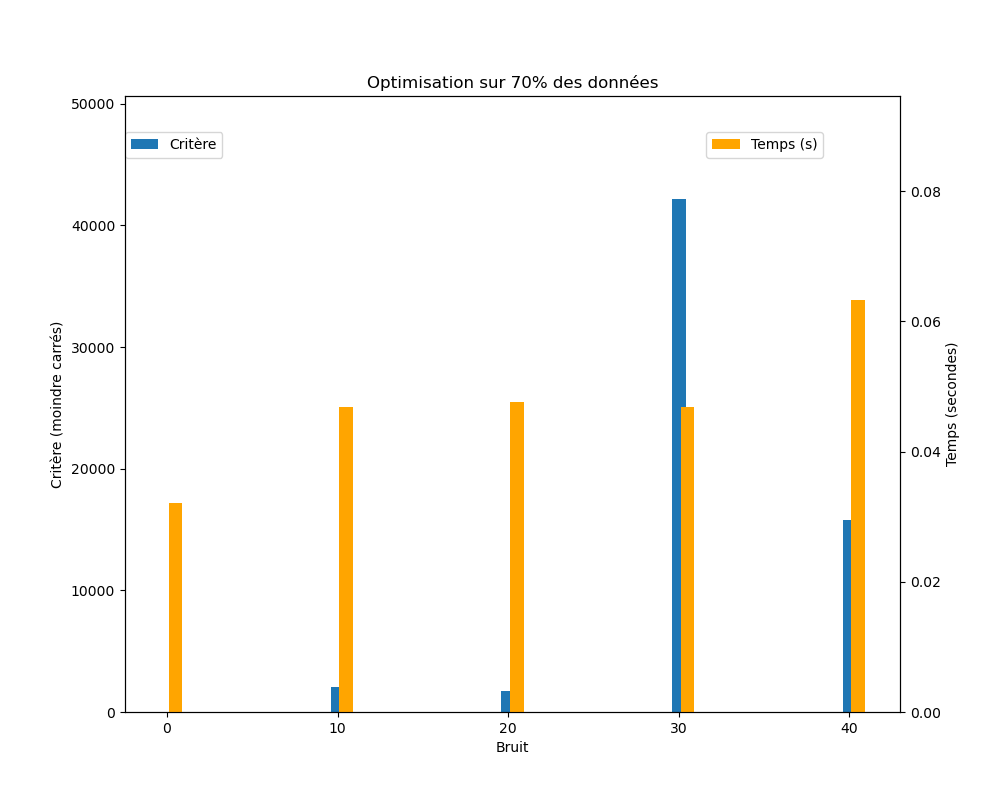 Optimisation sur 70% des données
Critère
Temps (s)
50000
40000
30000
20000
10000
0
Critère (moindre carrés)
0.08
0.06
0.04
0.02
0.00
Temps (secondes)
0
10
20
30
40
Bruit